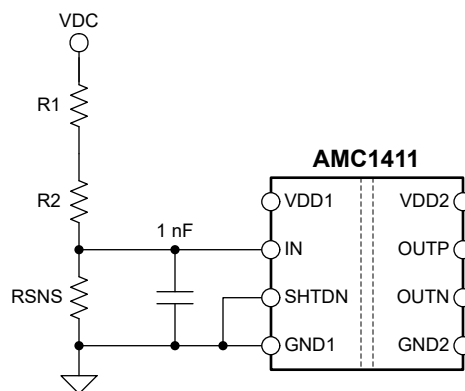 VDC
R1
R2
RSNS
1 nF
AMC1411
VDD1
IN
SHTDN
GND1
VDD2
OUTP
OUTN
GND2